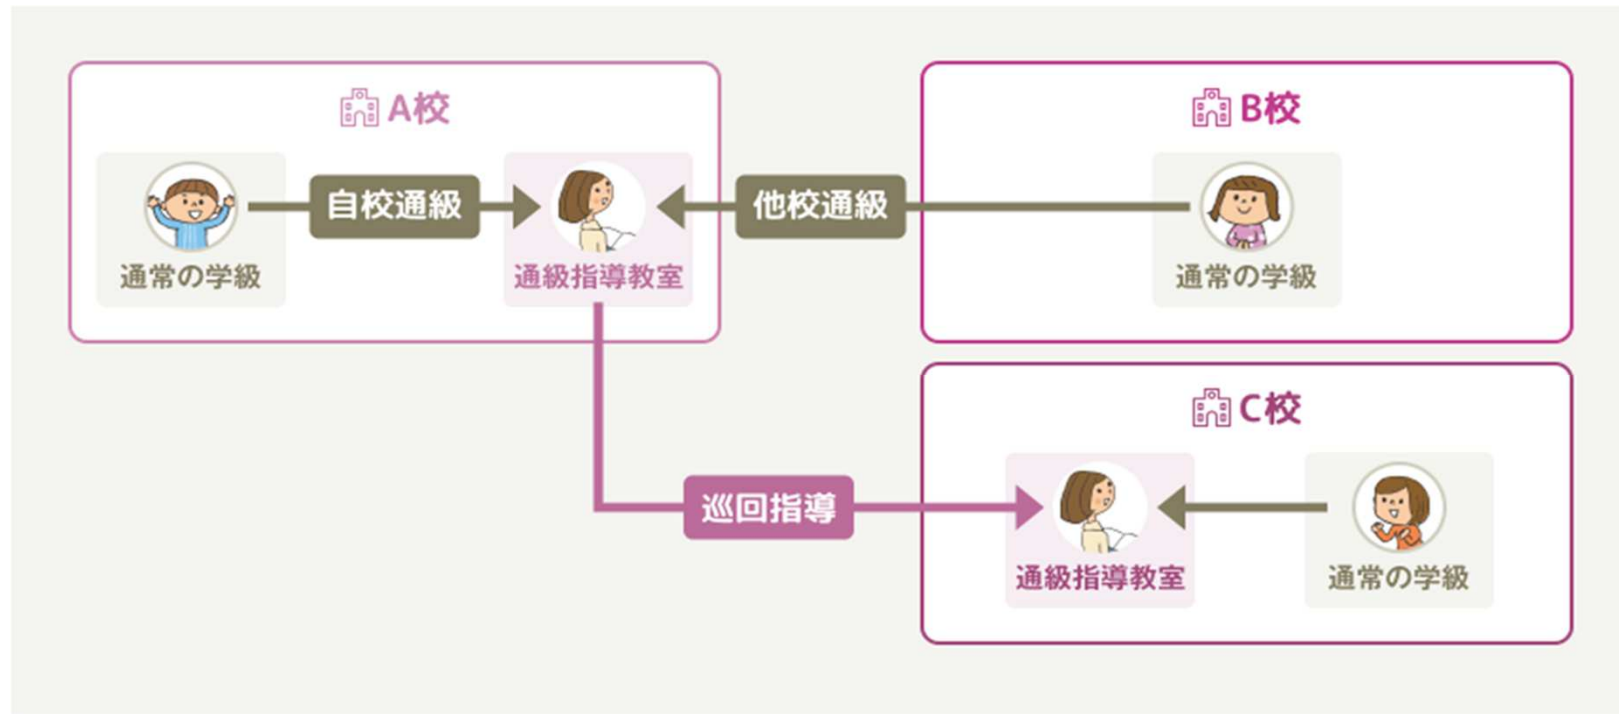 A校
自校通級
通常の学級
通級指導教室
他校通級
B校
通常の学級
巡回指導
C校
通級指導教室
通常の学級